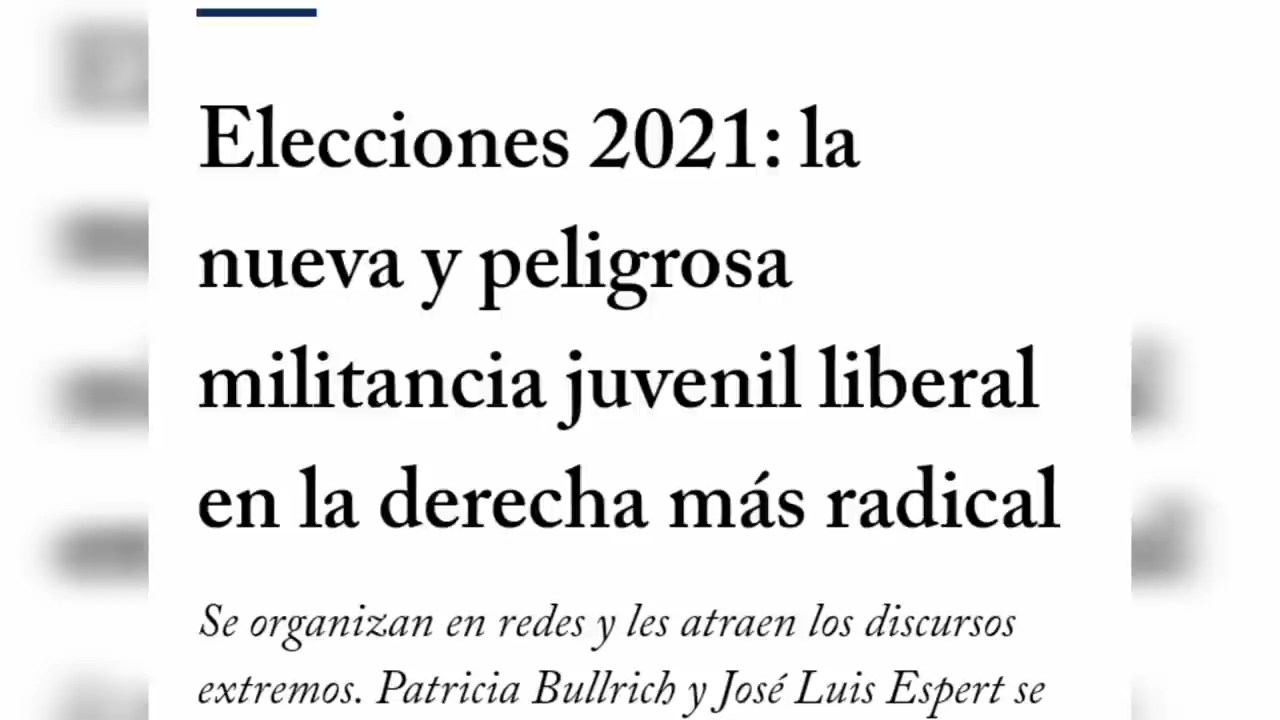 Elecciones 2021: la
nueva y peligrosa
militancia juvenil liberal
en la derecha más radical
Se organizan en redes y les atraen los discursos
extremos. Patricia Bullrich y José Luis Espert se